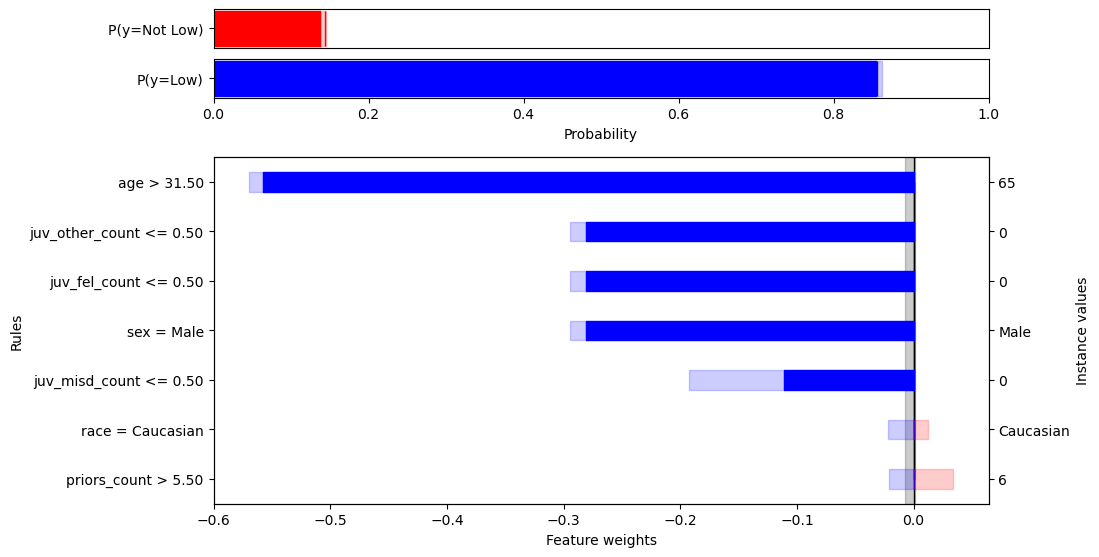 P(y=Not Low)
P(y=Low)
0.0 0.2 0.4 0.6 0.8 1.0
Probability
age > 31.50 65
juv_other_count <= 0.50 0
juv_fel_count <= 0.50 0
sex = Male Male
juv_misd_count <= 0.50 0
race = Caucasian Caucasian
priors_count > 5.50 6
Rules
Instance values
−0.6 −0.5 −0.4 −0.3 −0.2 −0.1 0.0
Feature weights